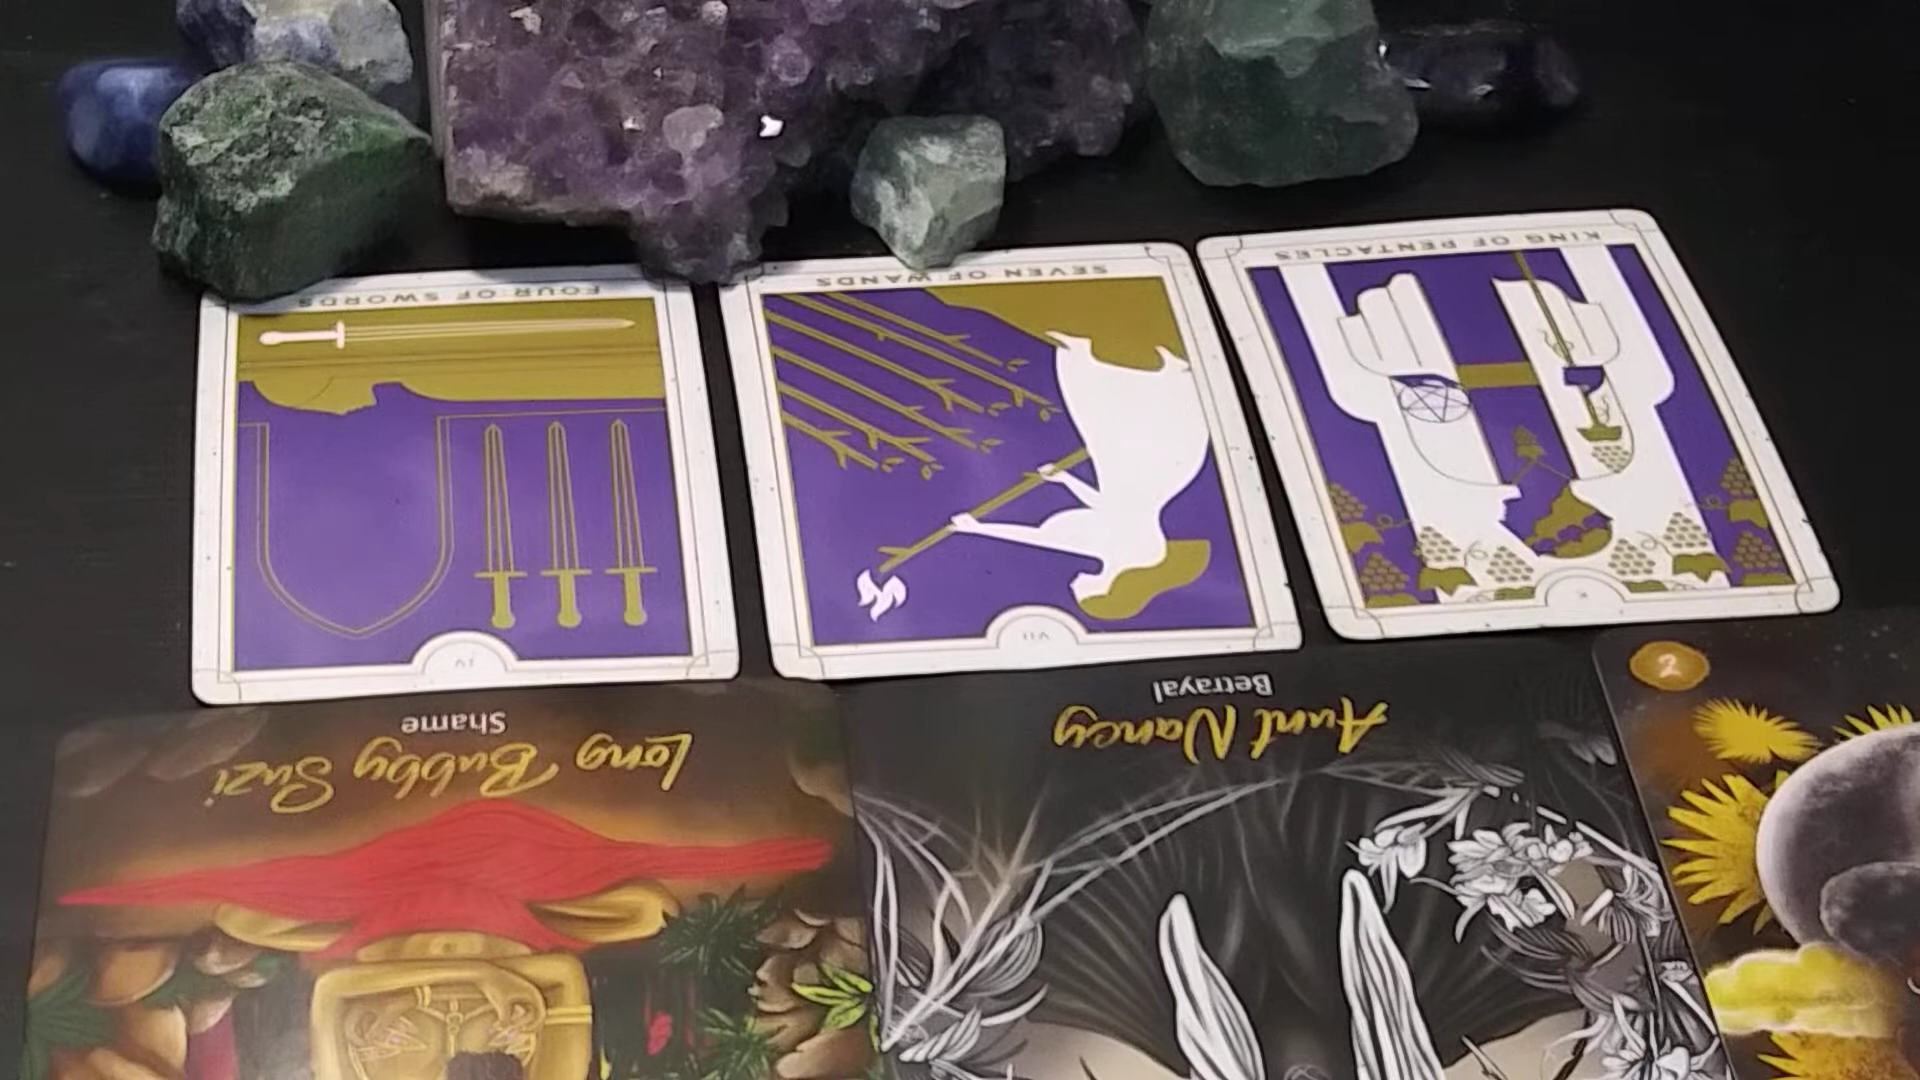 FOUR OF SWORDS
SEVEN OF WANDS
KING OF PENTACLES
IV
VII
Shame
Long Bubby Suzi
Betrayal
Aunt Nancy
2